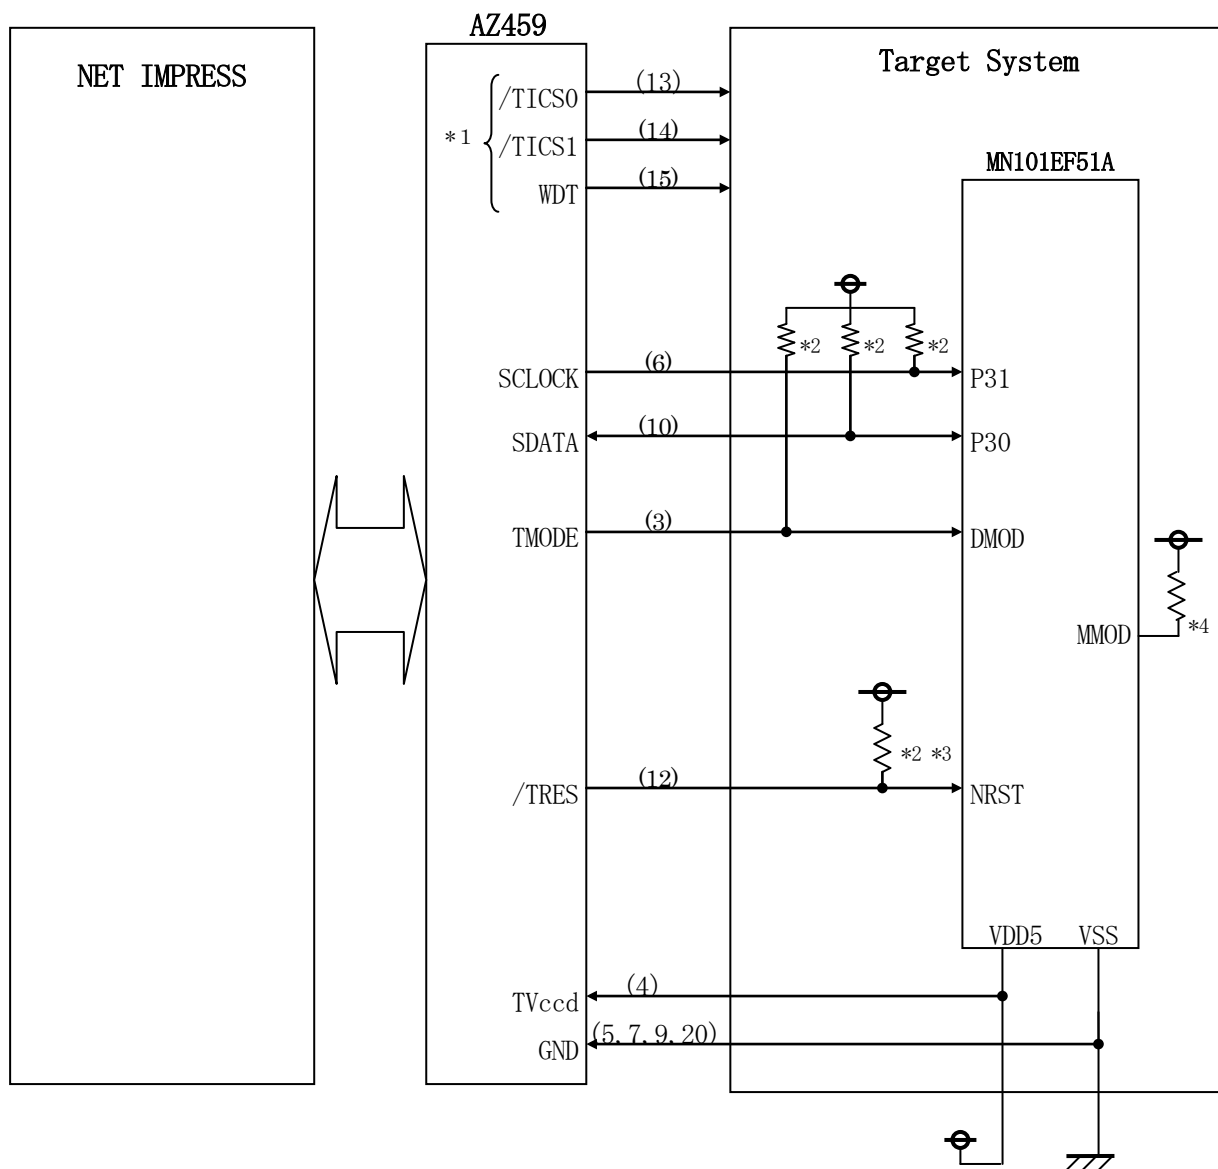 AZ459
NET IMPRESS
Target System
/TICS0
(13)
*1
/TICS1
(14)
WDT
(15)
MN101EF51A
*2
*2
*2
SCLOCK
(6)
P31
SDATA
(10)
P30
TMODE
(3)
DMOD
MMOD
*4
*2 *3
/TRES
(12)
NRST
VDD5
VSS
TVccd
(4)
GND
(5,7,9,20)